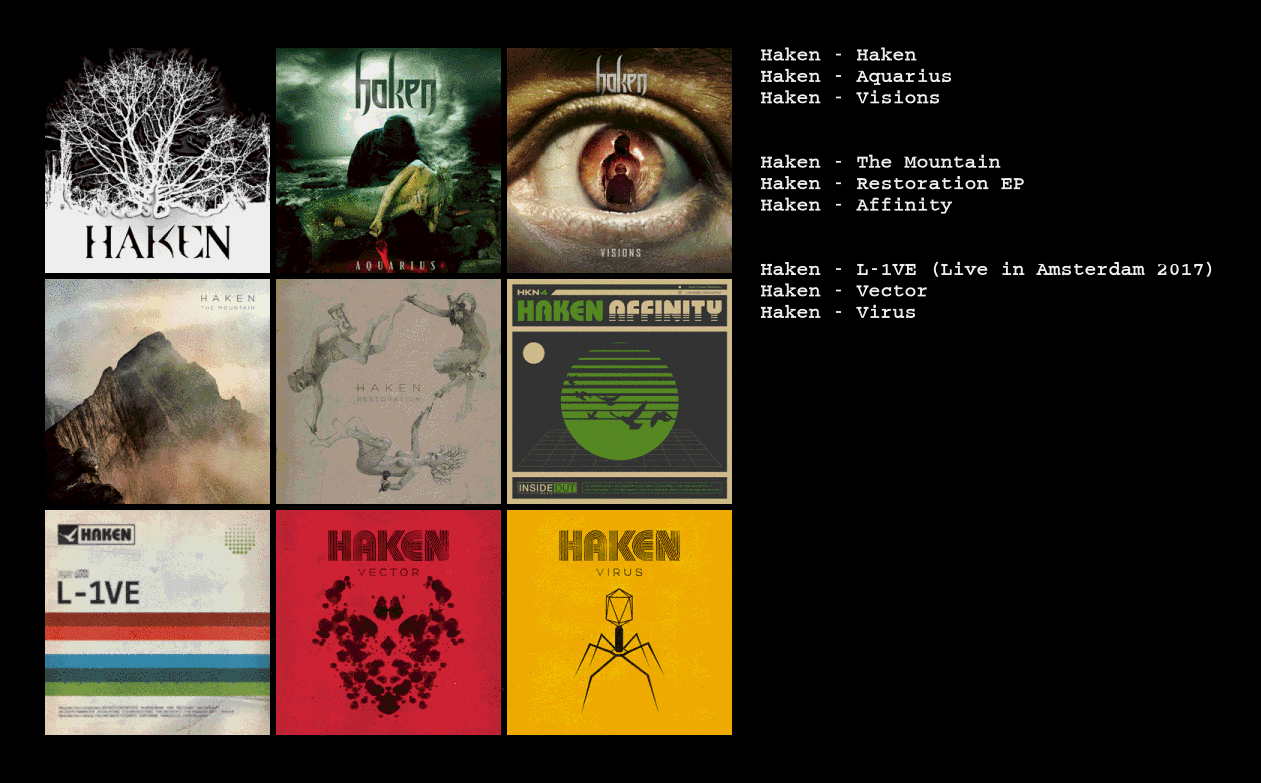 HAKEN
haken
AQUARIUS
haken
VISIONS
HAKEN
THE MOUNTAIN
HAKEN
RESTORATION
HKN4
HAKEN AFFINITY
INSIDEOUT
HAKEN
L-1VE
HAKEN
VECTOR
HAKEN
VIRUS
Haken - Haken
Haken - Aquarius
Haken - Visions
Haken - The Mountain
Haken - Restoration EP
Haken - Affinity
Haken - L-1VE (Live in Amsterdam 2017)
Haken - Vector
Haken - Virus